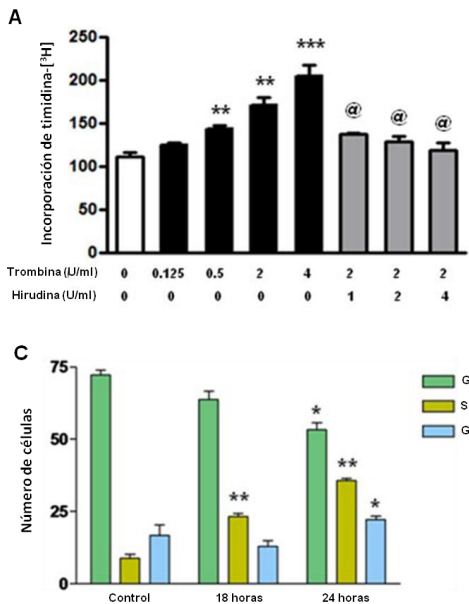 A
Incorporación de timidina-[³H]
250
200
150
100
50
0
**
**
***
@
@
@
Trombina (U/ml) 0 0.125 0.5 2 4 2 2 2
Hirudina (U/ml) 0 0 0 0 0 1 2 4
C
Número de células
75
50
25
0
**
*
**
*
Control 18 horas 24 horas
G
S
G